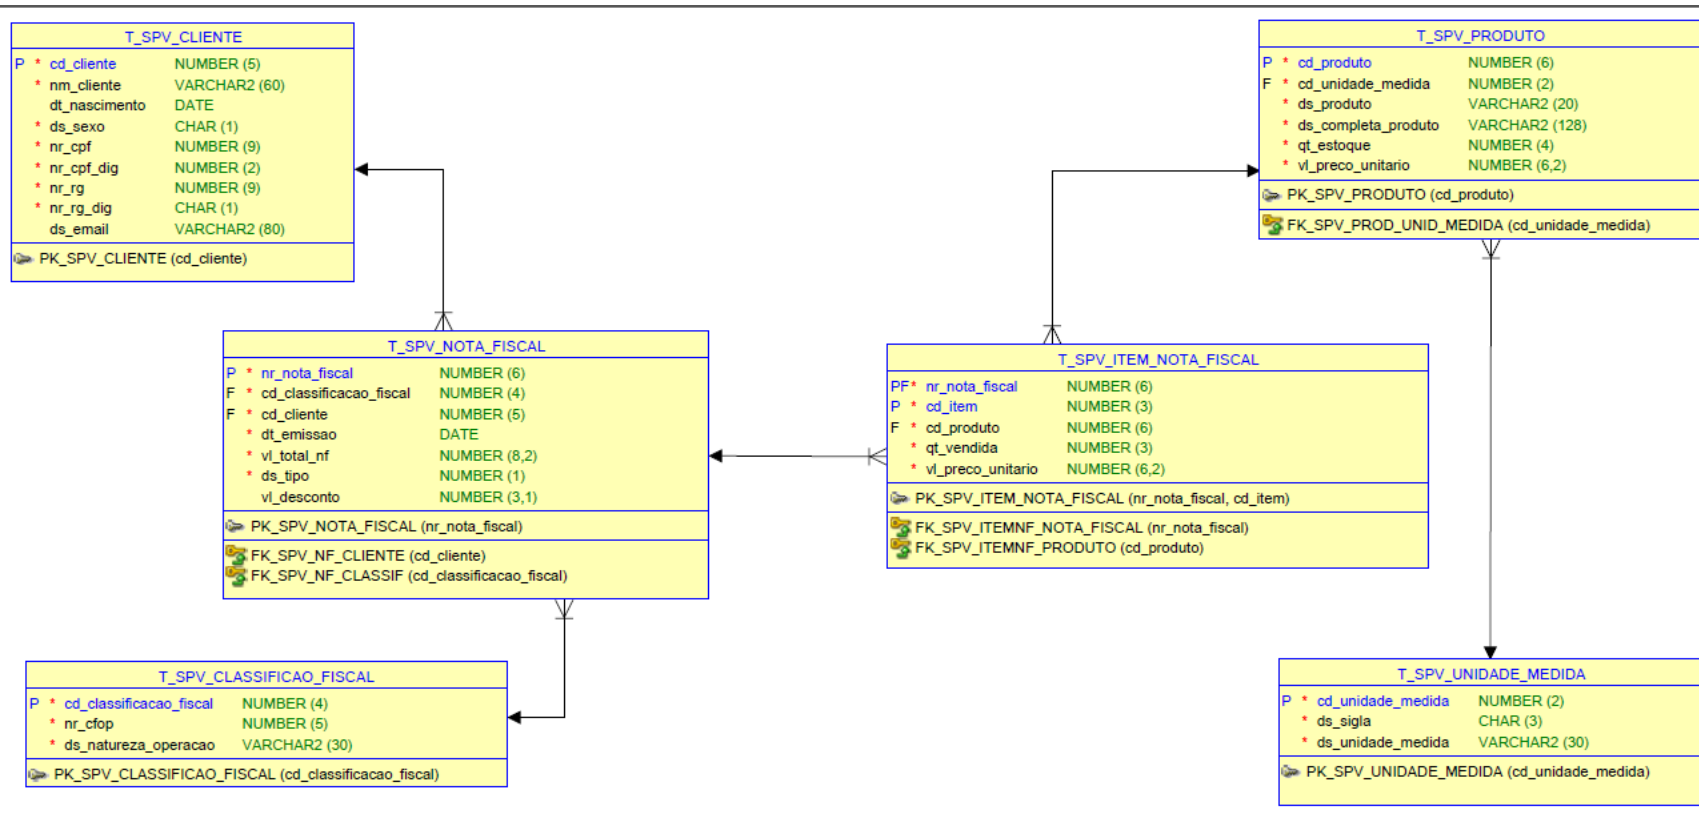 T_SPV_CLIENTE
P * cd_cliente NUMBER (5)
* nm_cliente VARCHAR2 (60)
dt_nascimento DATE
* ds_sexo CHAR (1)
* nr_cpf NUMBER (9)
* nr_cpf_dig NUMBER (2)
* nr_rg NUMBER (9)
* nr_rg_dig CHAR (1)
ds_email VARCHAR2 (80)
PK_SPV_CLIENTE (cd_cliente)
T_SPV_PRODUTO
P * cd_produto NUMBER (6)
F * cd_unidade_medida NUMBER (2)
* ds_produto VARCHAR2 (20)
* ds_completa_produto VARCHAR2 (128)
* qt_estoque NUMBER (4)
* vl_preco_unitario NUMBER (6,2)
PK_SPV_PRODUTO (cd_produto)
FK_SPV_PROD_UNID_MEDIDA (cd_unidade_medida)
T_SPV_NOTA_FISCAL
P * nr_nota_fiscal NUMBER (6)
F * cd_classificacao_fiscal NUMBER (4)
F * cd_cliente NUMBER (5)
* dt_emissao DATE
* vl_total_nf NUMBER (8,2)
* ds_tipo NUMBER (1)
vl_desconto NUMBER (3,1)
PK_SPV_NOTA_FISCAL (nr_nota_fiscal)
FK_SPV_NF_CLIENTE (cd_cliente)
FK_SPV_NF_CLASSIF (cd_classificacao_fiscal)
T_SPV_ITEM_NOTA_FISCAL
PF* nr_nota_fiscal NUMBER (6)
P * cd_item NUMBER (3)
F * cd_produto NUMBER (6)
* qt_vendida NUMBER (3)
* vl_preco_unitario NUMBER (6,2)
PK_SPV_ITEM_NOTA_FISCAL (nr_nota_fiscal, cd_item)
FK_SPV_ITEMNF_NOTA_FISCAL (nr_nota_fiscal)
FK_SPV_ITEMNF_PRODUTO (cd_produto)
T_SPV_CLASSIFICAO_FISCAL
P * cd_classificacao_fiscal NUMBER (4)
* nr_cfop NUMBER (5)
* ds_natureza_operacao VARCHAR2 (30)
PK_SPV_CLASSIFICAO_FISCAL (cd_classificacao_fiscal)
T_SPV_UNIDADE_MEDIDA
P * cd_unidade_medida NUMBER (2)
* ds_sigla CHAR (3)
* ds_unidade_medida VARCHAR2 (30)
PK_SPV_UNIDADE_MEDIDA (cd_unidade_medida)